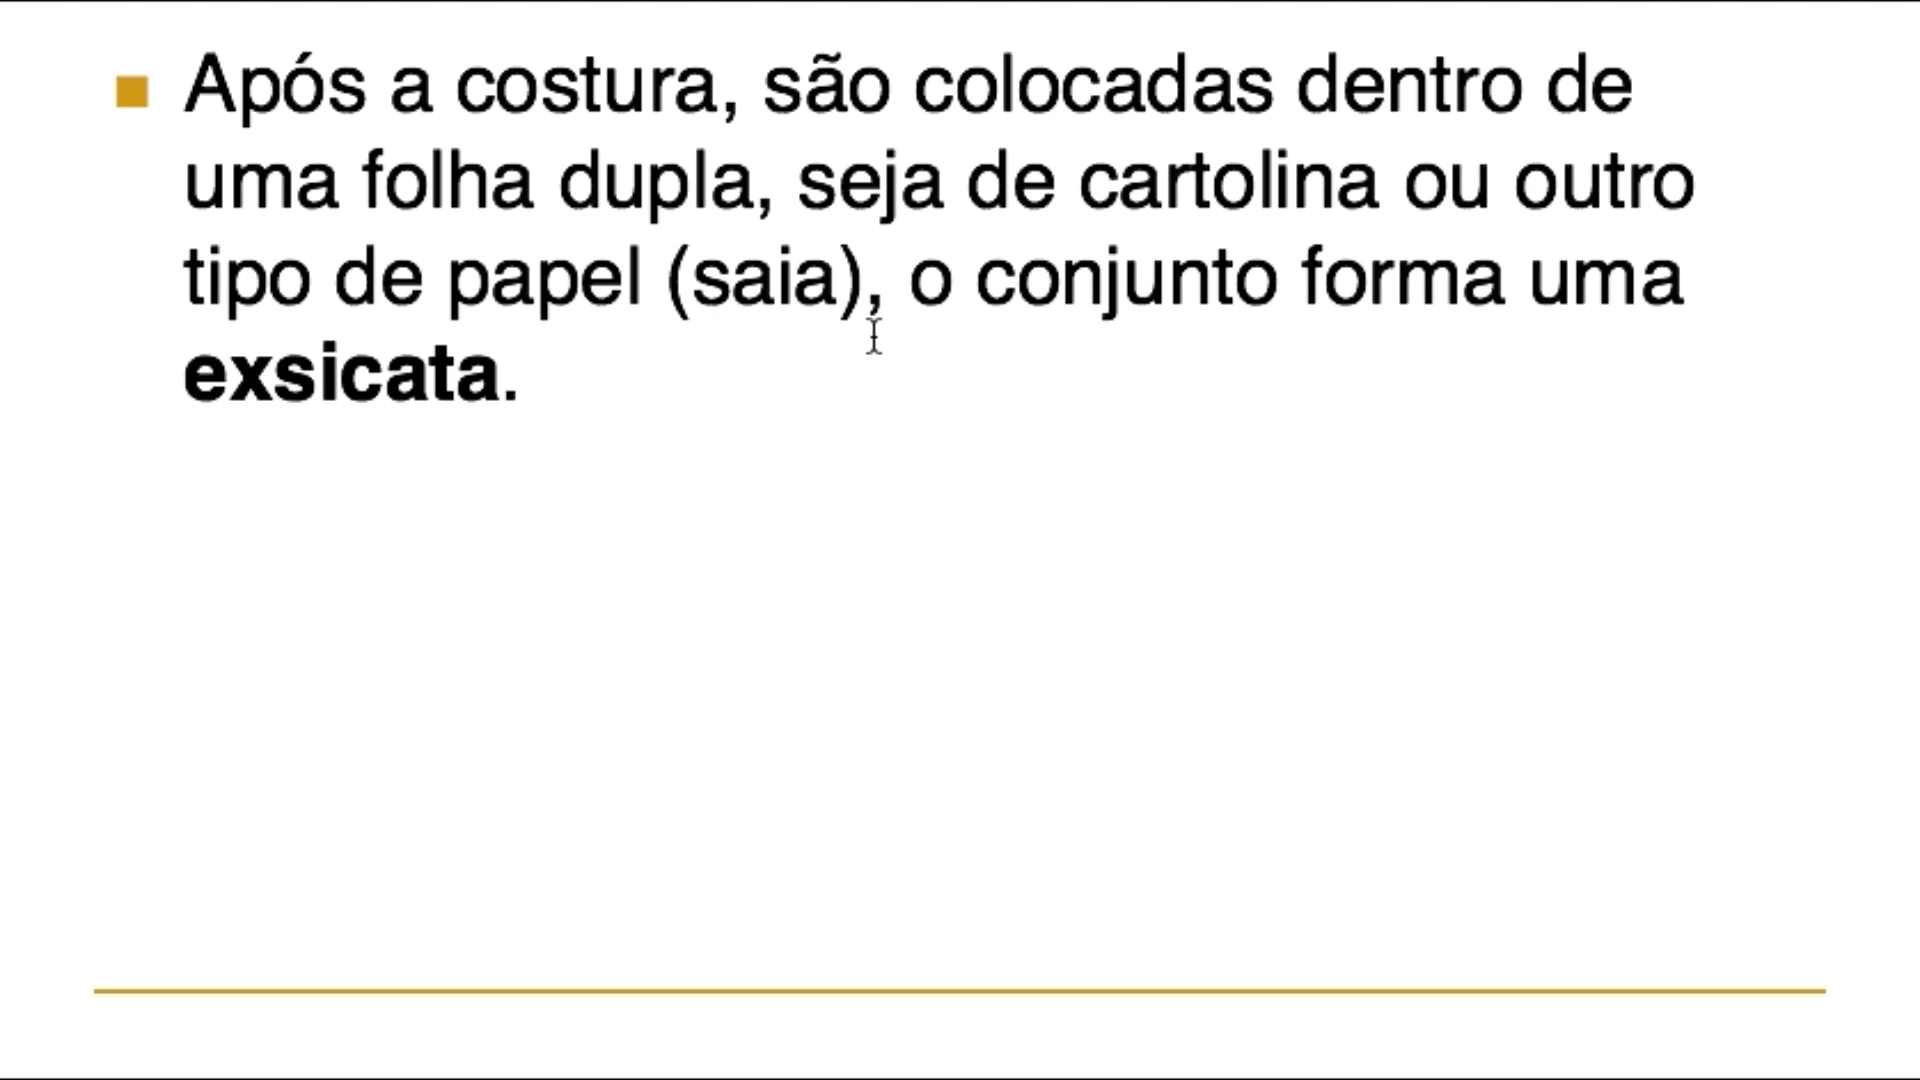 Após a costura, são colocadas dentro de
uma folha dupla, seja de cartolina ou outro
tipo de papel (saia), o conjunto forma uma
exsicata.